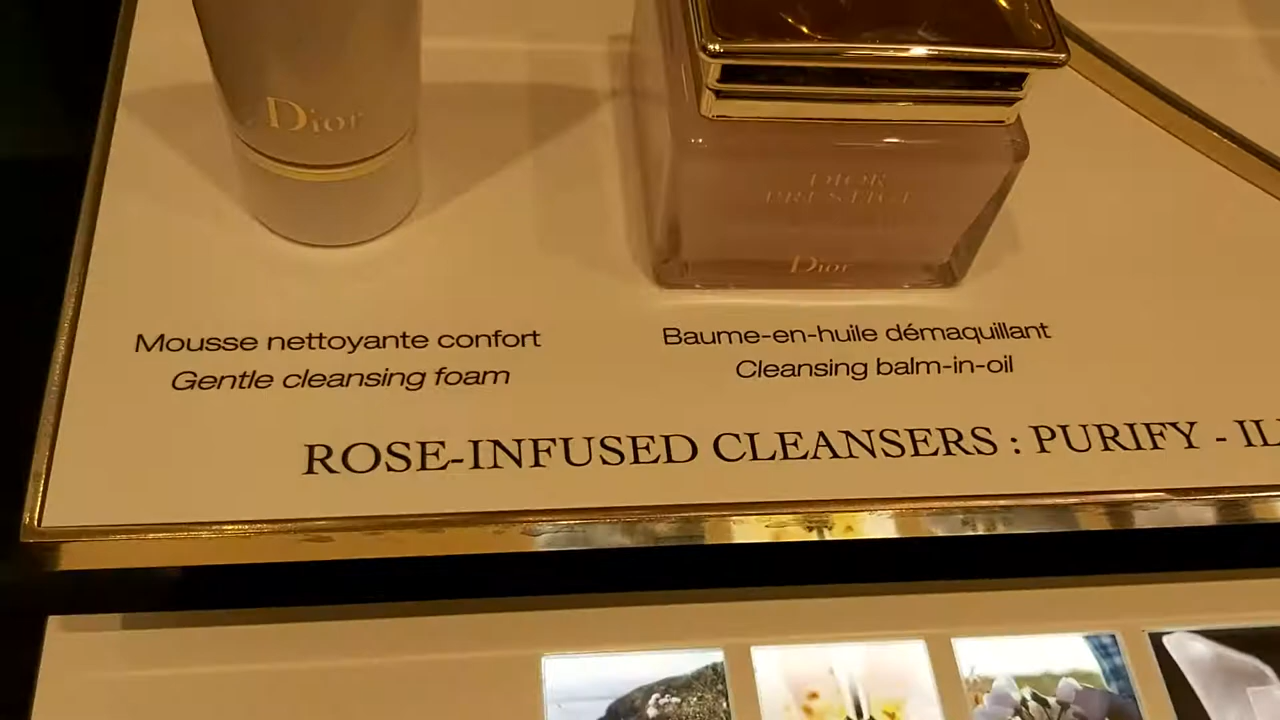 Dior
DIOR
PRESTIGE
Dior
Mousse nettoyante confort
Gentle cleansing foam
Baume-en-huile démaquillant
Cleansing balm-in-oil
ROSE-INFUSED CLEANSERS : PURIFY - IL